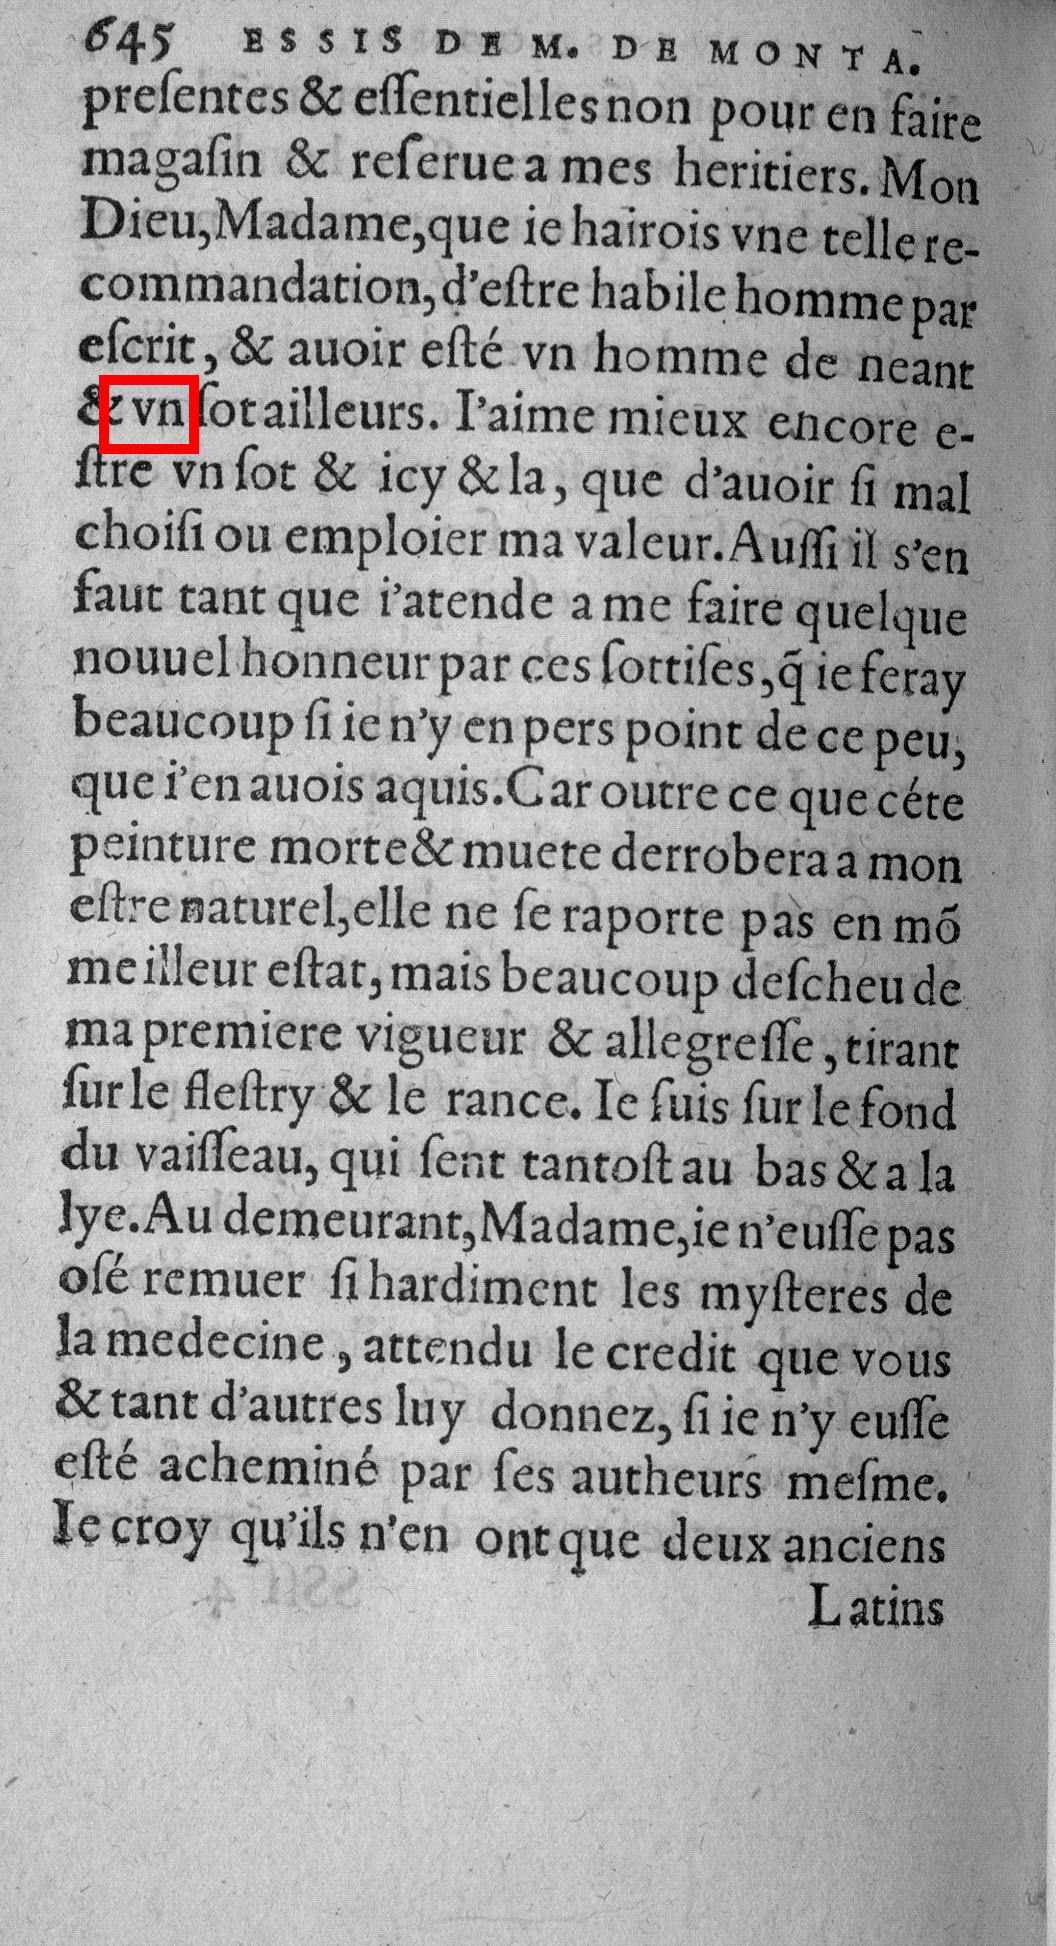 645 ESSIS DE M. DE MONTA.
preſentes & eſſentielles non pour en faire
magaſin & reſerue a mes heritiers. Mon
Dieu, Madame, que ie hairois vne telle re-
commandation, d'eſtre habile homme par
eſcrit, & auoir eſté vn homme de neant
& vn ſot ailleurs. I'aime mieux encore e-
ſtre vn ſot & icy & la, que d'auoir ſi mal
choiſi ou emploier ma valeur. Auſſi il s'en
faut tant que i'atende a me faire quelque
nouuel honneur par ces ſottiſes, q̃ ie feray
beaucoup ſi ie n'y en pers point de ce peu,
que i'en auois aquis. Car outre ce que céte
peinture morte & muete derrobera a mon
eſtre naturel, elle ne ſe raporte pas en mõ
meilleur eſtat, mais beaucoup deſcheu de
ma premiere vigueur & allegreſſe, tirant
ſur le fleſtry & le rance. Ie ſuis ſur le fond
du vaiſſeau, qui ſent tantoſt au bas & a la
lye. Au demeurant, Madame, ie n'euſſe pas
oſé remuer ſi hardiment les myſteres de
la medecine, attendu le credit que vous
& tant d'autres luy donnez, ſi ie n'y euſſe
eſté acheminé par ſes autheurs meſme.
Ie croy qu'ils n'en ont que deux anciens
Latins